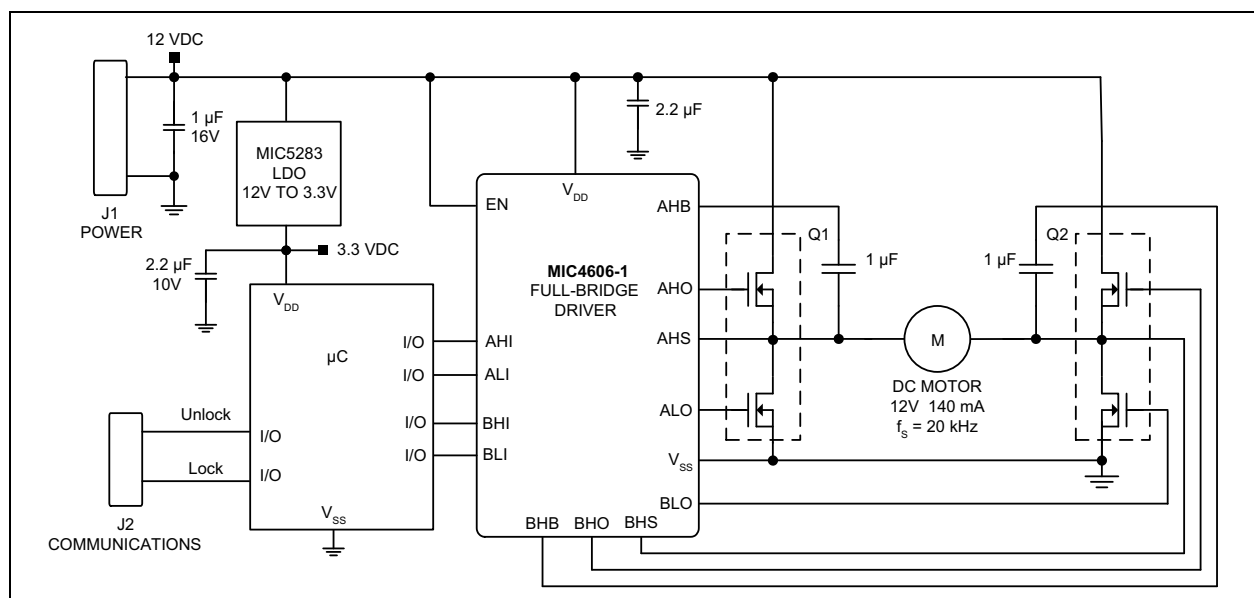 12 VDC
1 µF
16V
J1
POWER
MIC5283
LDO
12V TO 3.3V
3.3 VDC
2.2 µF
10V
2.2 µF
V_DD
µC
I/O
I/O
I/O
I/O
I/O
I/O
V_SS
Unlock
Lock
J2
COMMUNICATIONS
EN
V_DD
MIC4606-1
FULL-BRIDGE
DRIVER
AHI
ALI
BHI
BLI
AHB
AHO
AHS
ALO
V_SS
BLO
BHB BHO BHS
Q1
1 µF
1 µF
Q2
M
DC MOTOR
12V 140 mA
f_S = 20 kHz